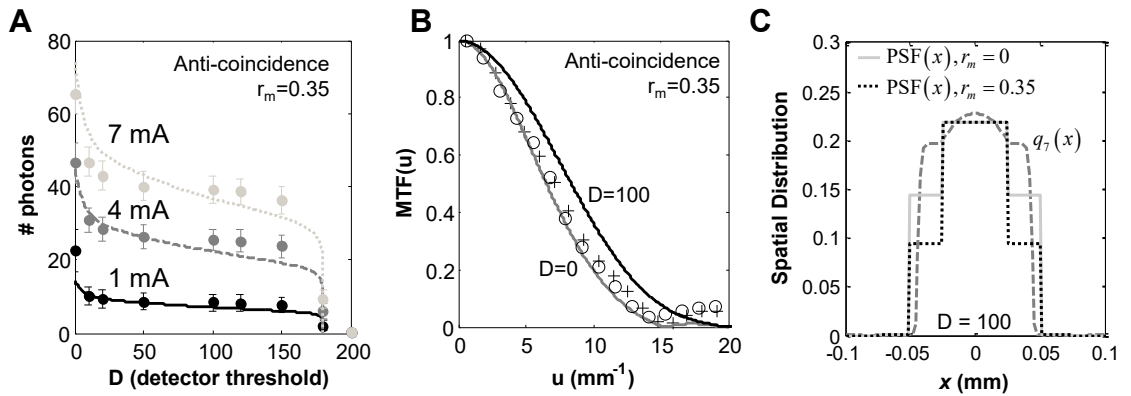 A
80
60
40
20
0
# photons
Anti-coincidence
r_m=0.35
7 mA
4 mA
1 mA
0 50 100 150 200
D (detector threshold)
B
1
0.8
0.6
0.4
0.2
0
MTF(u)
Anti-coincidence
r_m=0.35
D=100
D=0
0 5 10 15 20
u (mm⁻¹)
C
0.3
0.25
0.2
0.15
0.1
0.05
0
Spatial Distribution
PSF(x), r_m = 0
PSF(x), r_m = 0.35
q₇(x)
D = 100
-0.1 -0.05 0 0.05 0.1
x (mm)